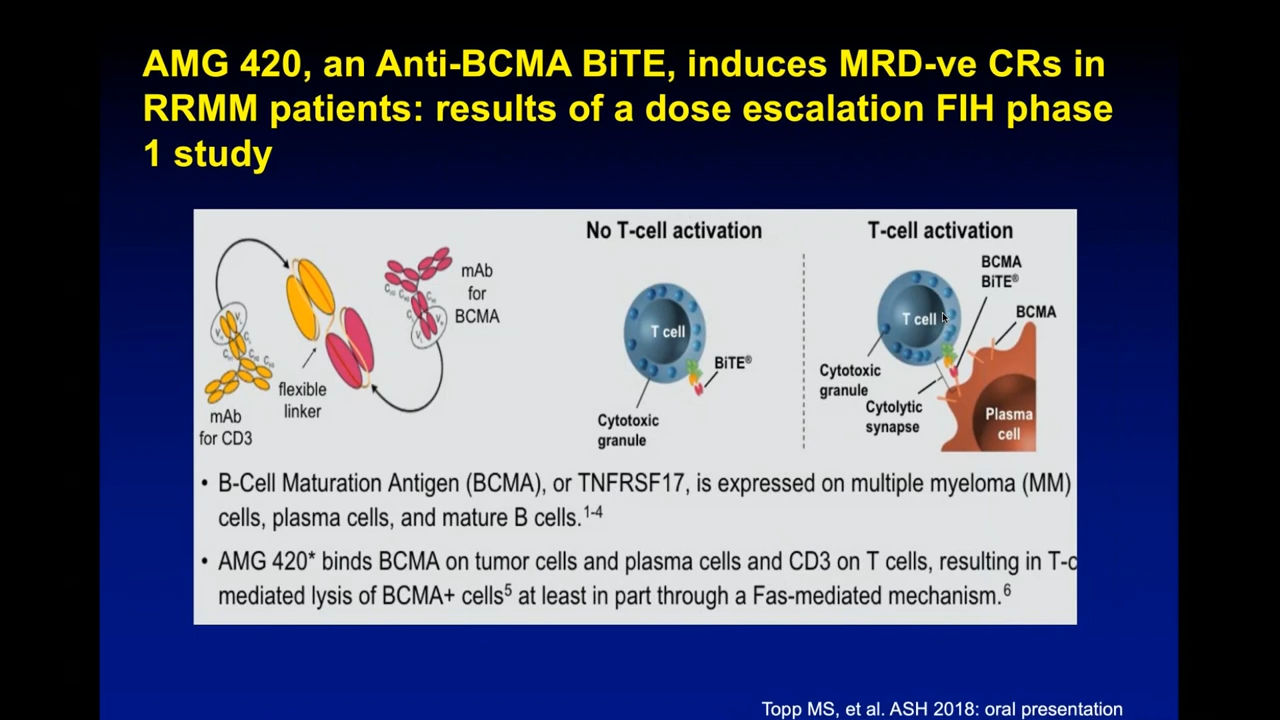 AMG 420, an Anti-BCMA BiTE, induces MRD-ve CRs in
RRMM patients: results of a dose escalation FIH phase
1 study
No T-cell activation
T-cell activation
mAb
for
BCMA
flexible
linker
mAb
for CD3
T cell
BiTE®
Cytotoxic
granule
BCMA
BiTE®
BCMA
T cell
Cytotoxic
granule
Cytolytic
synapse
Plasma
cell
• B-Cell Maturation Antigen (BCMA), or TNFRSF17, is expressed on multiple myeloma (MM)
cells, plasma cells, and mature B cells.1-4
• AMG 420* binds BCMA on tumor cells and plasma cells and CD3 on T cells, resulting in T-c
mediated lysis of BCMA+ cells5 at least in part through a Fas-mediated mechanism.6
Topp MS, et al. ASH 2018: oral presentation